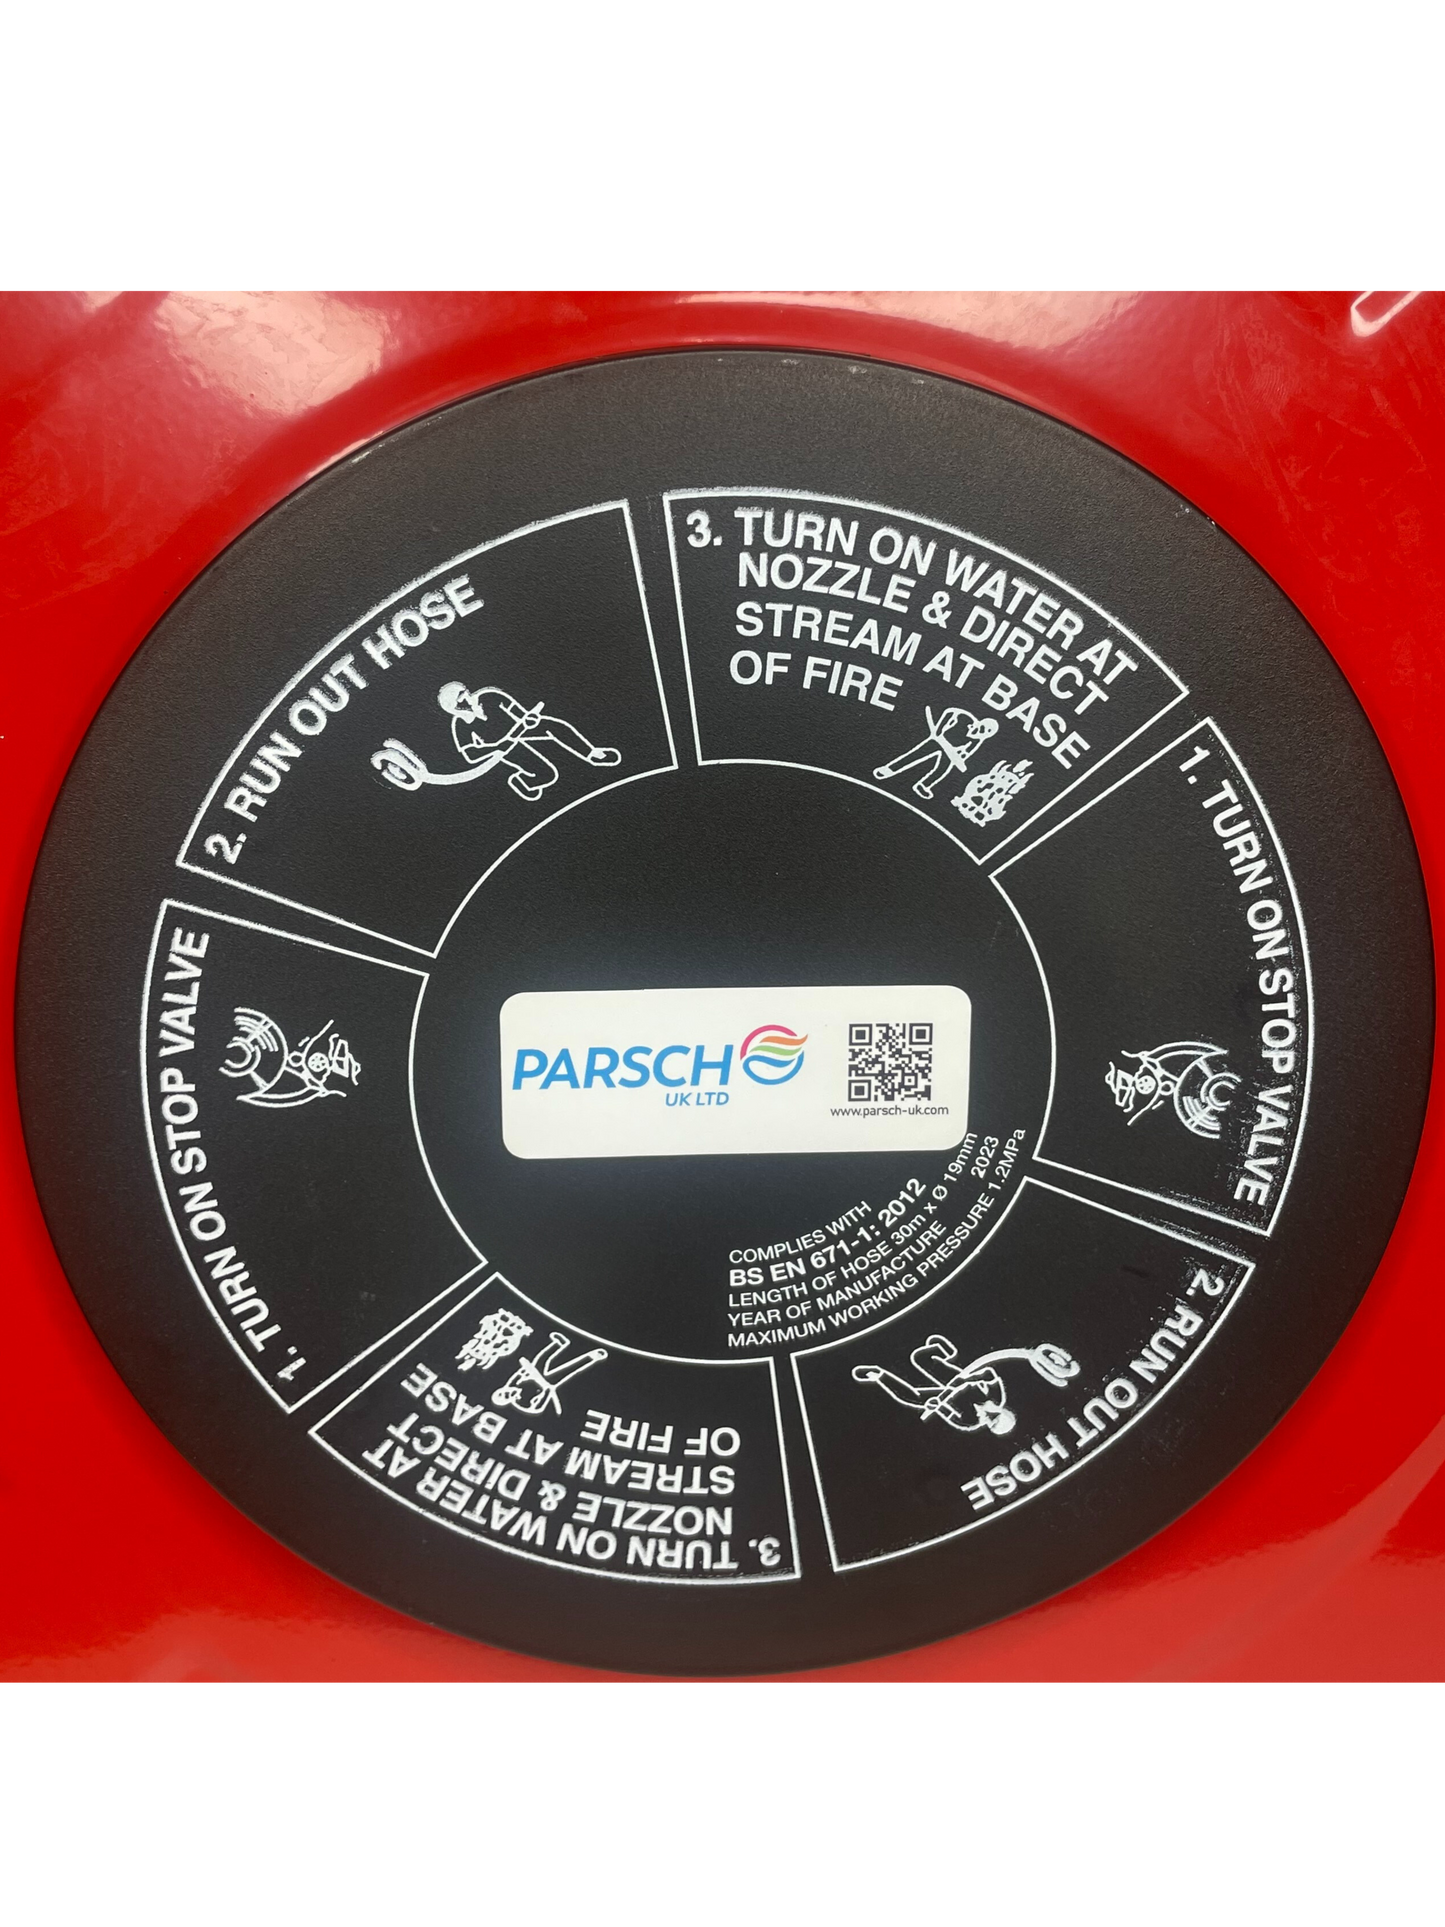 3. TURN ON WATER AT
NOZZLE & DIRECT
STREAM AT BASE
OF FIRE
2. RUN OUT HOSE
1. TURN ON STOP VALVE
1. TURN ON STOP VALVE
PARSCH
UK LTD
www.parsch-uk.com
COMPLIES WITH
BS EN 671-1: 2012
LENGTH OF HOSE 30m x Ø 19mm
YEAR OF MANUFACTURE 2023
MAXIMUM WORKING PRESSURE 1.2MPa
2. RUN OUT HOSE
3. TURN ON WATER AT
NOZZLE & DIRECT
STREAM AT BASE
OF FIRE